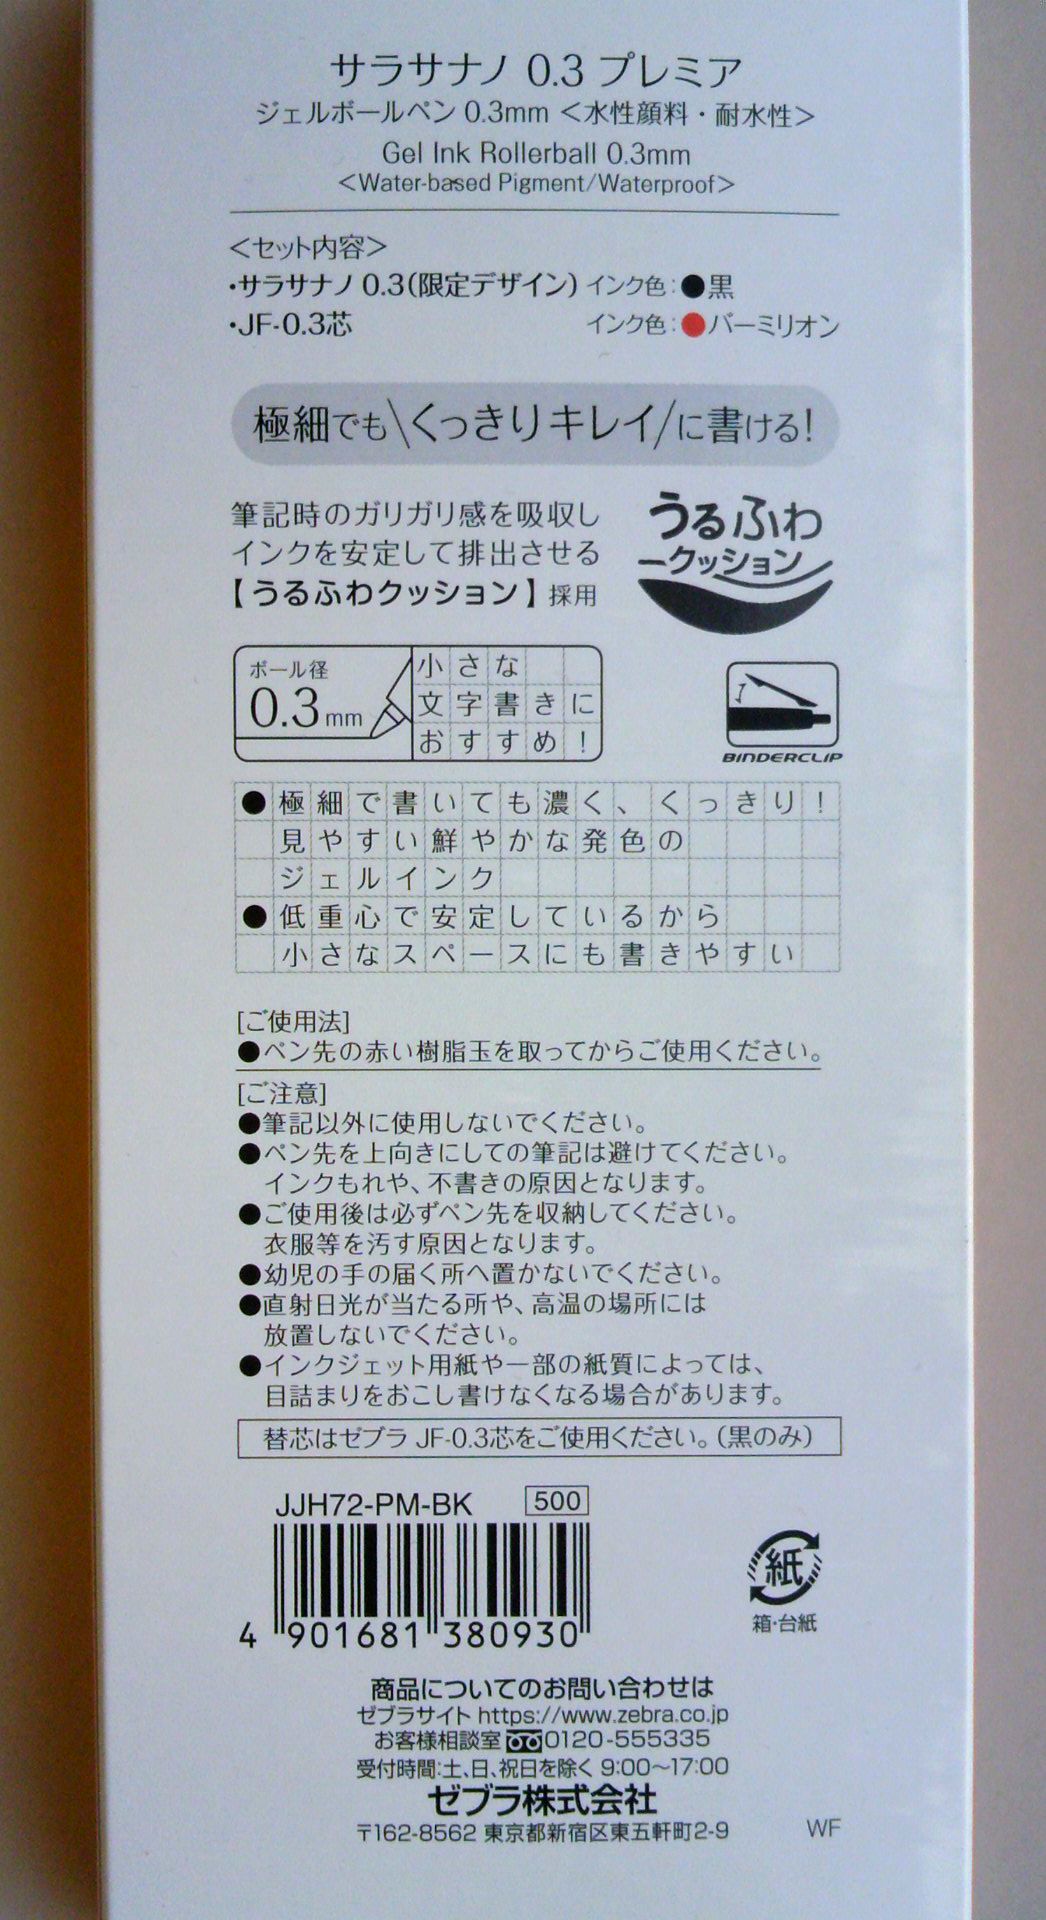 サラサナノ 0.3 プレミア
ジェルボールペン 0.3mm <水性顔料・耐水性>
Gel Ink Rollerball 0.3mm
<Water-based Pigment/Waterproof>
<セット内容>
・サラサナノ 0.3(限定デザイン) インク色:●黒
・JF-0.3芯 インク色:●バーミリオン
極細でも\くっきりキレイ/に書ける!
筆記時のガリガリ感を吸収し
インクを安定して排出させる
【うるふわクッション】採用
うるふわ
クッション
ボール径
0.3mm
小さな
文字書きに
おすすめ!
BINDERCLIP
●極細で書いても濃く、くっきり!
見やすい鮮やかな発色の
ジェルインク
●低重心で安定しているから
小さなスペースにも書きやすい
[ご使用法]
●ペン先の赤い樹脂玉を取ってからご使用ください。
[ご注意]
●筆記以外に使用しないでください。
●ペン先を上向きにしての筆記は避けてください。
インクもれや、不書きの原因となります。
●ご使用後は必ずペン先を収納してください。
衣服等を汚す原因となります。
●幼児の手の届く所へ置かないでください。
●直射日光が当たる所や、高温の場所には
放置しないでください。
●インクジェット用紙や一部の紙質によっては、
目詰まりをおこし書けなくなる場合があります。
替芯はゼブラ JF-0.3芯をご使用ください。(黒のみ)
JJH72-PM-BK 500
4 901681 380930
紙
箱・台紙
商品についてのお問い合わせは
ゼブラサイト https://www.zebra.co.jp
お客様相談室 0120-555335
受付時間:土、日、祝日を除く 9:00〜17:00
ゼブラ株式会社
〒162-8562 東京都新宿区東五軒町2-9
WF